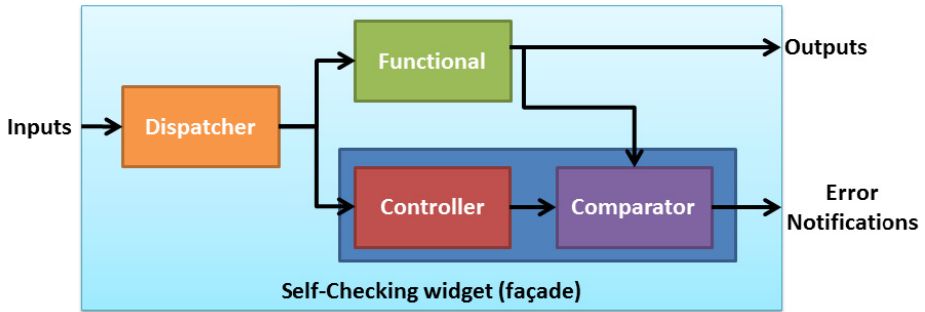 Functional
Outputs
Inputs
Dispatcher
Controller
Comparator
Error
Notifications
Self-Checking widget (façade)